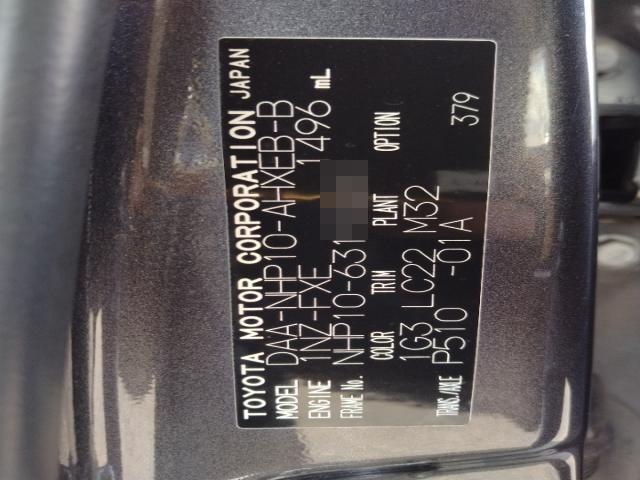 TOYOTA MOTOR CORPORATION JAPAN
MODEL DAA-NHP10-AHXEB-B
ENGINE 1NZ-FXE 1496 mL
FRAME No. NHP10-631
COLOR TRIM PLANT OPTION
1G3 LC22 M32 379
TRANS./AXLE P510 -01A